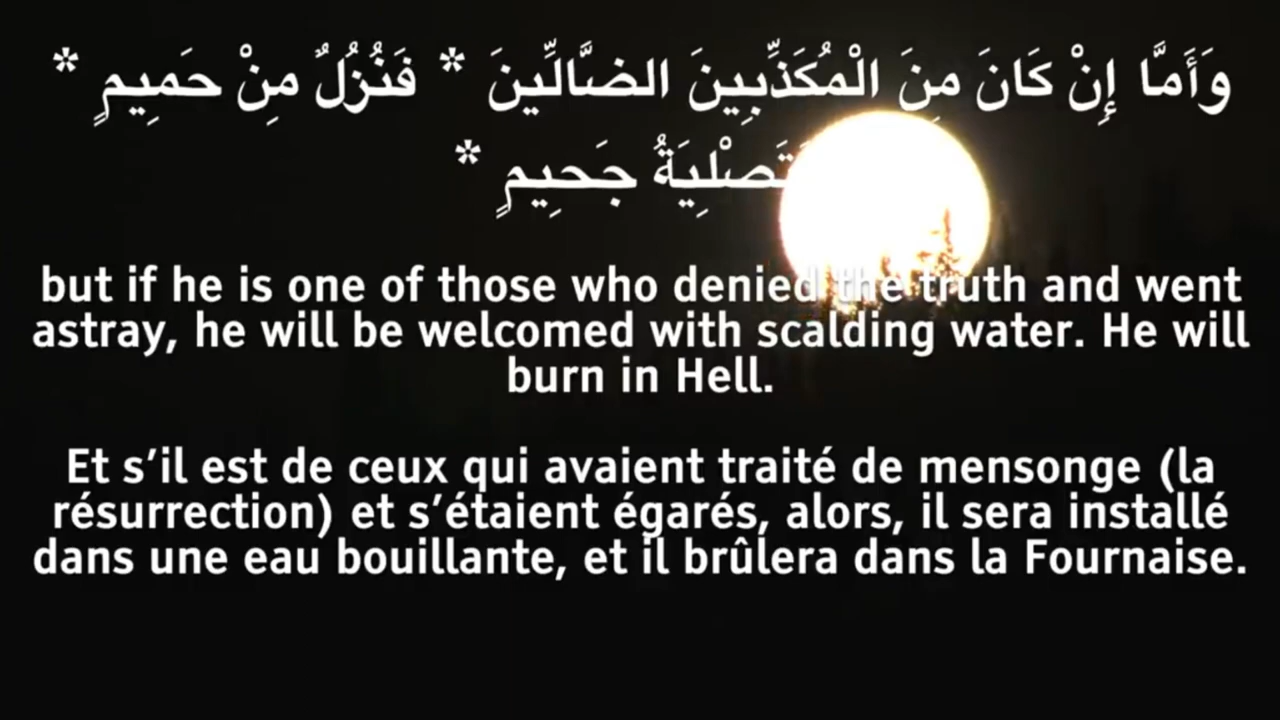 وَأَمَّا إِنْ كَانَ مِنَ الْمُكَذِّبِينَ الضَّالِّينَ * فَنُزُلٌ مِنْ حَمِيمٍ *
جَحِيمٍ *
but if he is one of those who denied the truth and went
astray, he will be welcomed with scalding water. He will
burn in Hell.
Et s’il est de ceux qui avaient traité de mensonge (la
résurrection) et s’étaient égarés, alors, il sera installé
dans une eau bouillante, et il brûlera dans la Fournaise.